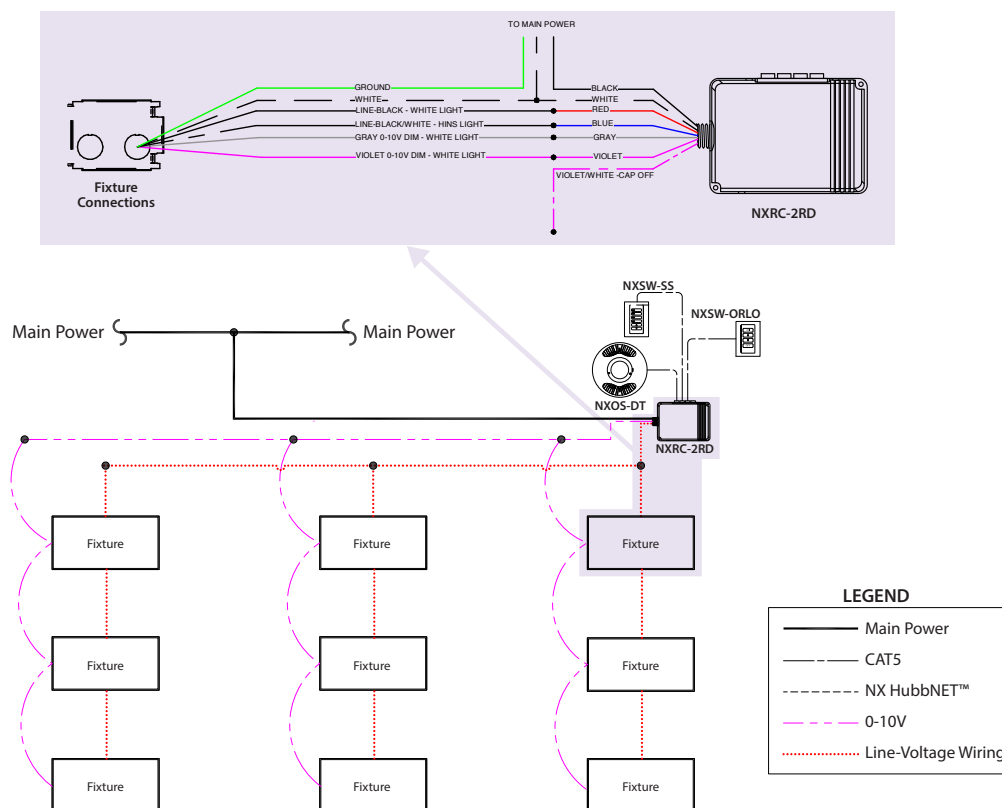 TO MAIN POWER
GROUND
BLACK
WHITE
WHITE
LINE-BLACK - WHITE LIGHT
RED
LINE-BLACK/WHITE - HINS LIGHT
BLUE
GRAY 0-10V DIM - WHITE LIGHT
GRAY
VIOLET 0-10V DIM - WHITE LIGHT
VIOLET
VIOLET/WHITE -CAP OFF
Fixture
Connections
NXRC-2RD
NXSW-SS
NXSW-ORLO
Main Power
Main Power
NXOS-DT
NXRC-2RD
Fixture
Fixture
Fixture
Fixture
Fixture
Fixture
Fixture
Fixture
Fixture
LEGEND
Main Power
CAT5
NX HubbNET™
0-10V
Line-Voltage Wiring